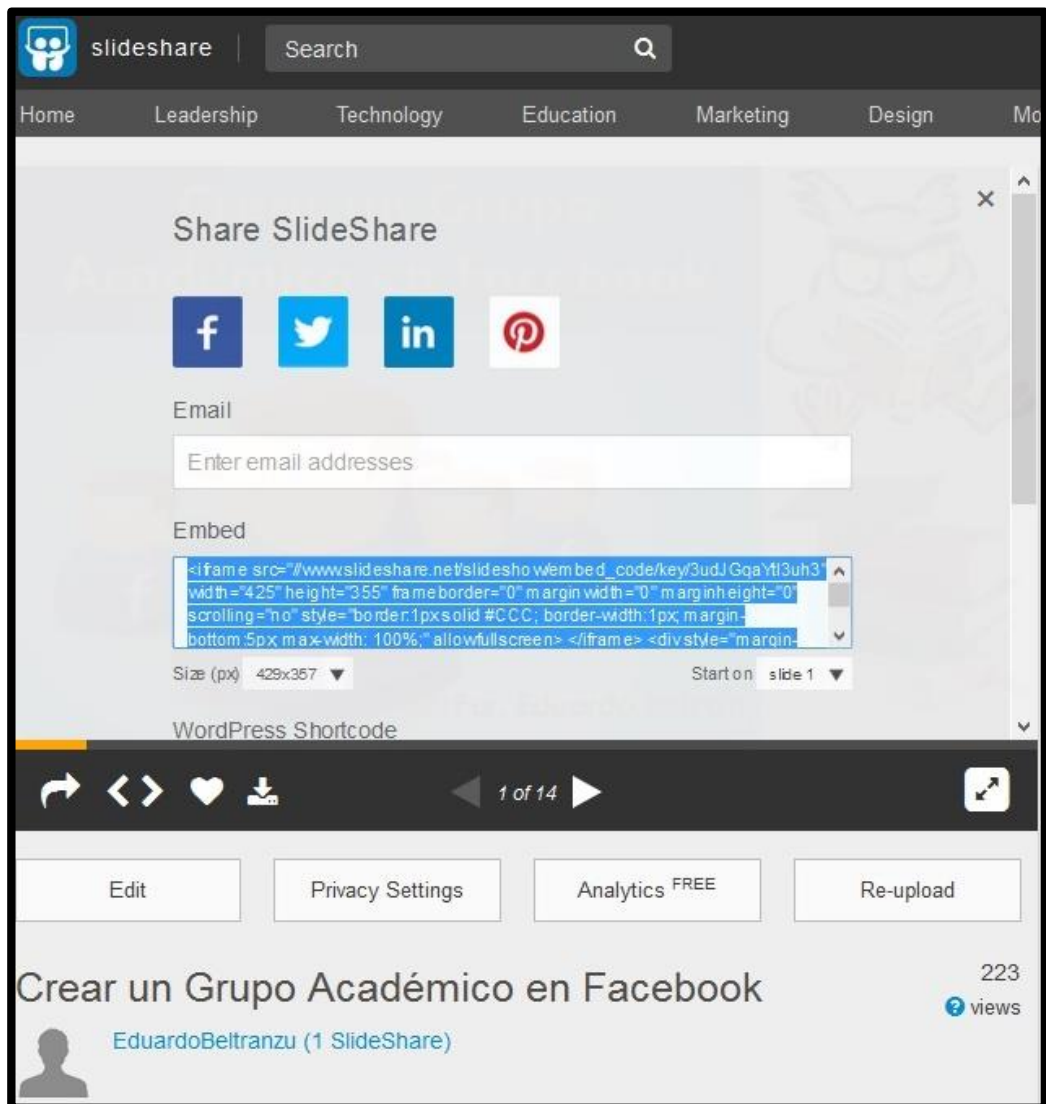 slideshare
Search
Home Leadership Technology Education Marketing Design Mo
Share SlideShare
Email
Enter email addresses
Embed
<iframe src="//www.slideshare.net/slideshow/embed_code/key/3udJGqaYtl3uh3"
width="425" height="355" frameborder="0" marginwidth="0" marginheight="0"
scrolling="no" style="border:1px solid #CCC; border-width:1px; margin-
bottom:5px; max-width: 100%;" allowfullscreen> </iframe> <div style="margin-
Size (px) 429x357 Start on slide 1
WordPress Shortcode
1 of 14
Edit Privacy Settings Analytics FREE Re-upload
Crear un Grupo Académico en Facebook
223
views
EduardoBeltranzu (1 SlideShare)